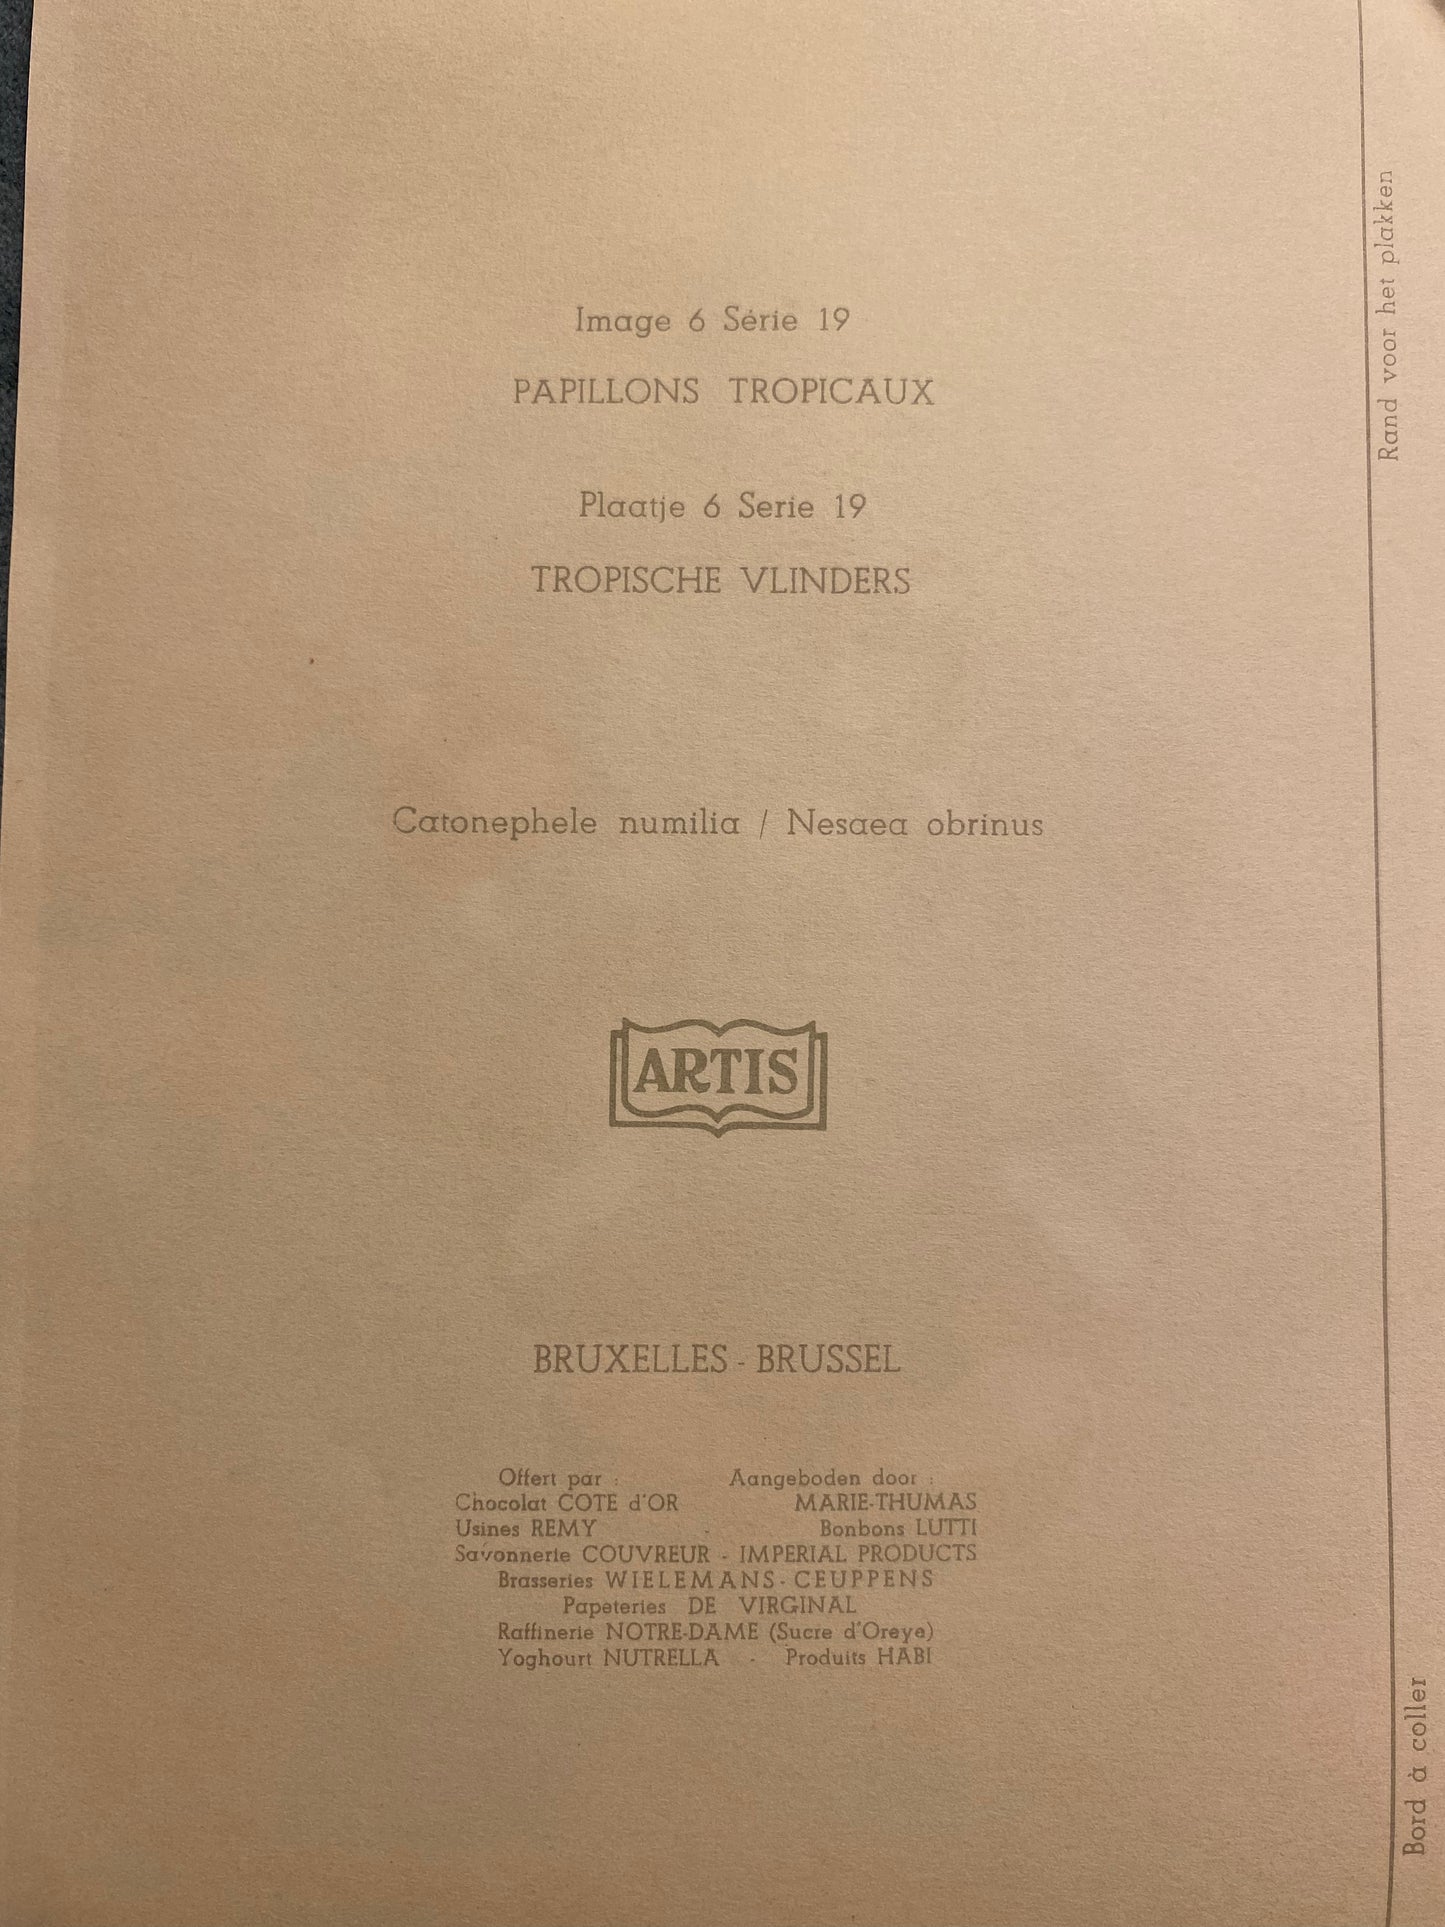 Image 6 Série 19
PAPILLONS TROPICAUX
Plaatje 6 Serie 19
TROPISCHE VLINDERS
Catonephele numilia / Nesaea obrinus
ARTIS
BRUXELLES - BRUSSEL
Offert par : Aangeboden door :
Chocolat COTE d'OR MARIE-THUMAS
Usines REMY - Bonbons LUTTI
Savonnerie COUVREUR - IMPERIAL PRODUCTS
Brasseries WIELEMANS-CEUPPENS
Papeteries DE VIRGINAL
Raffinerie NOTRE-DAME (Sucre d'Oreye)
Yoghourt NUTRELLA - Produits HABI
Rand voor het plakken
Bord à coller